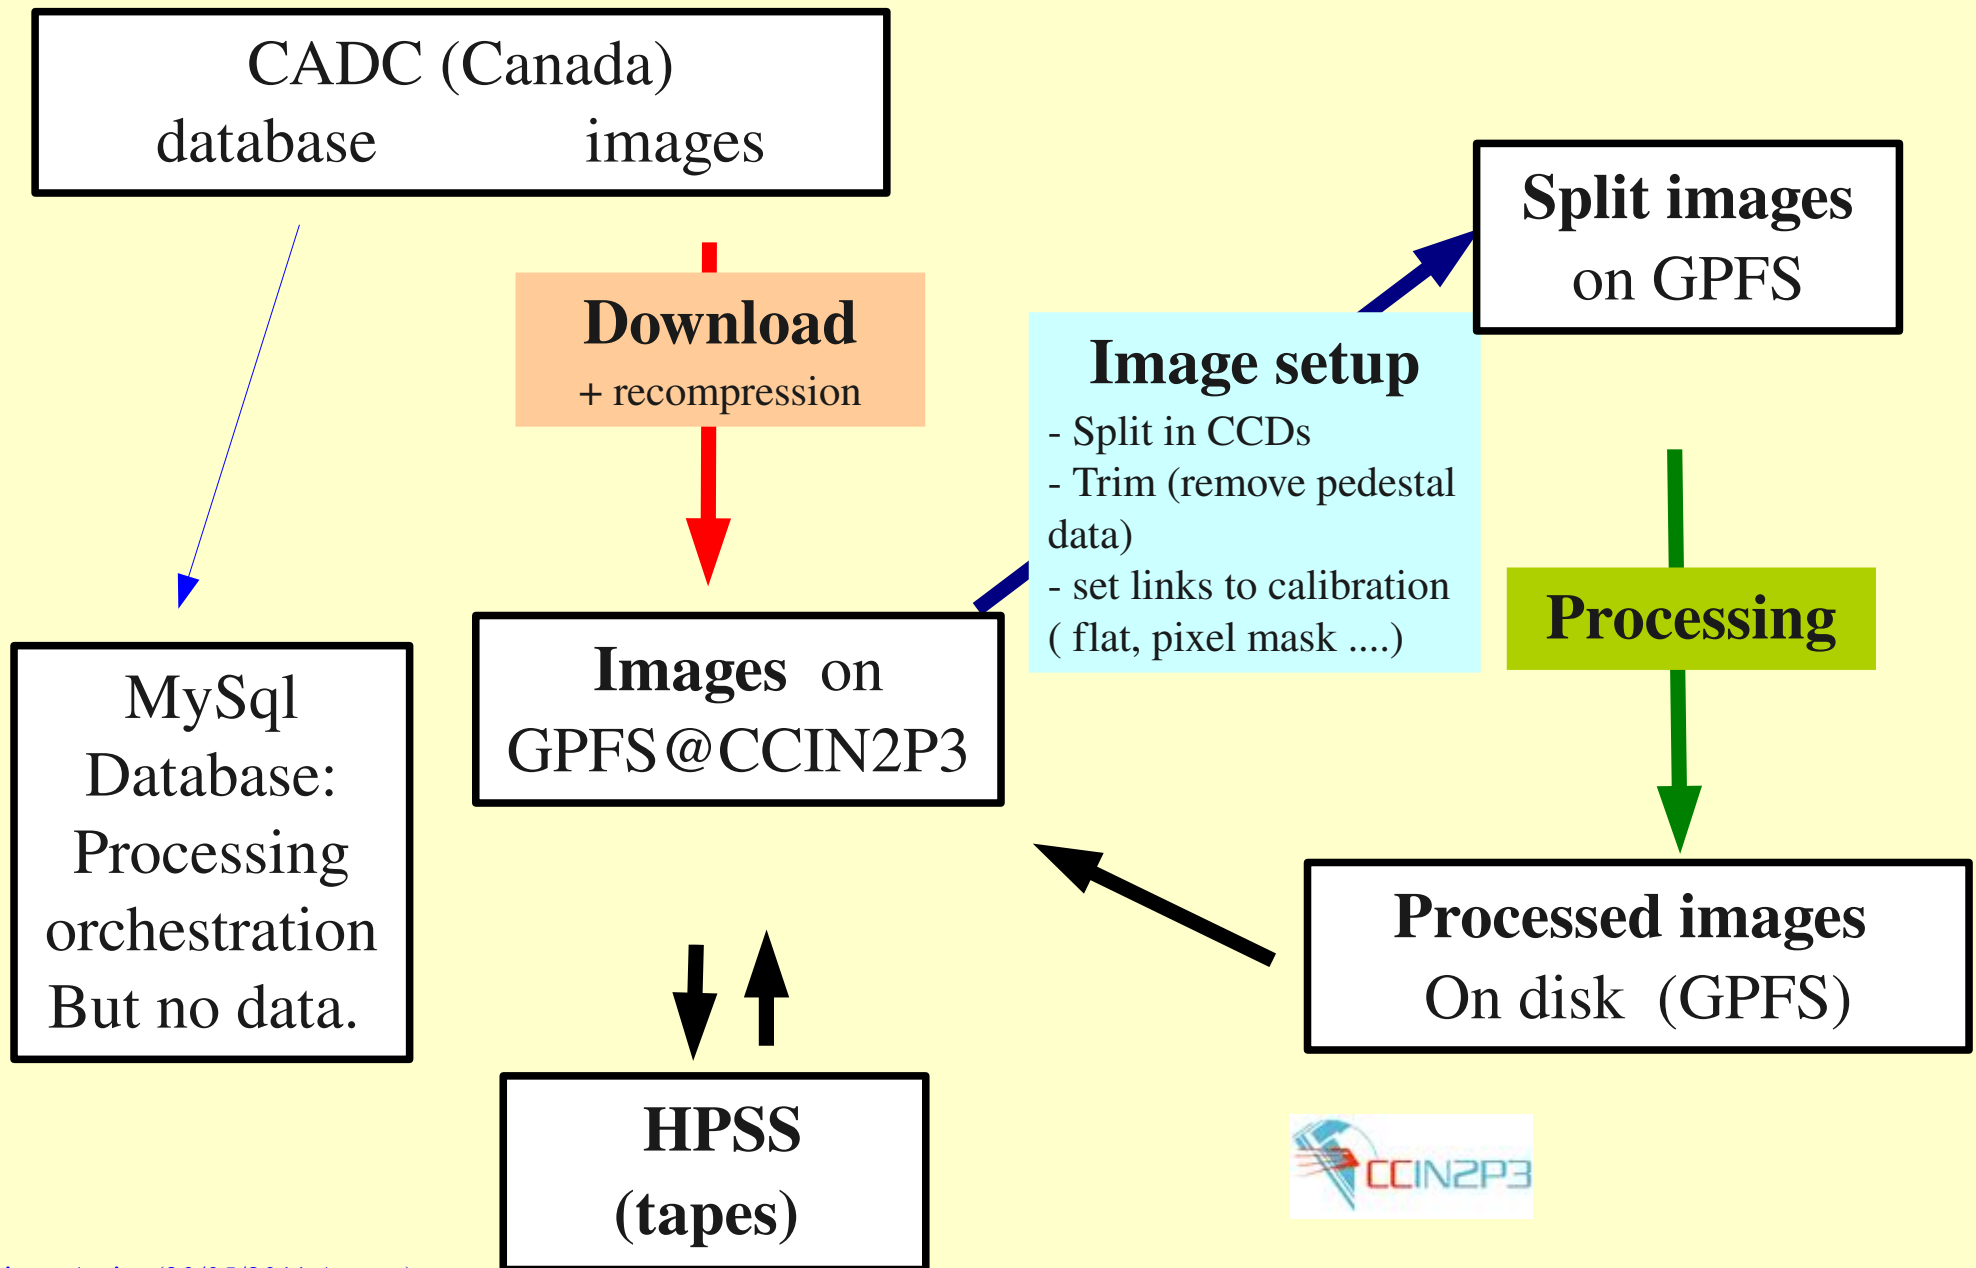 CADC (Canada)
database images
Split images
on GPFS
Download
+ recompression
Image setup
- Split in CCDs
- Trim (remove pedestal
data)
- set links to calibration
( flat, pixel mask ....)
Processing
Images on
GPFS@CCIN2P3
MySql
Database:
Processing
orchestration
But no data.
Processed images
On disk (GPFS)
HPSS
(tapes)
CCIN2P3